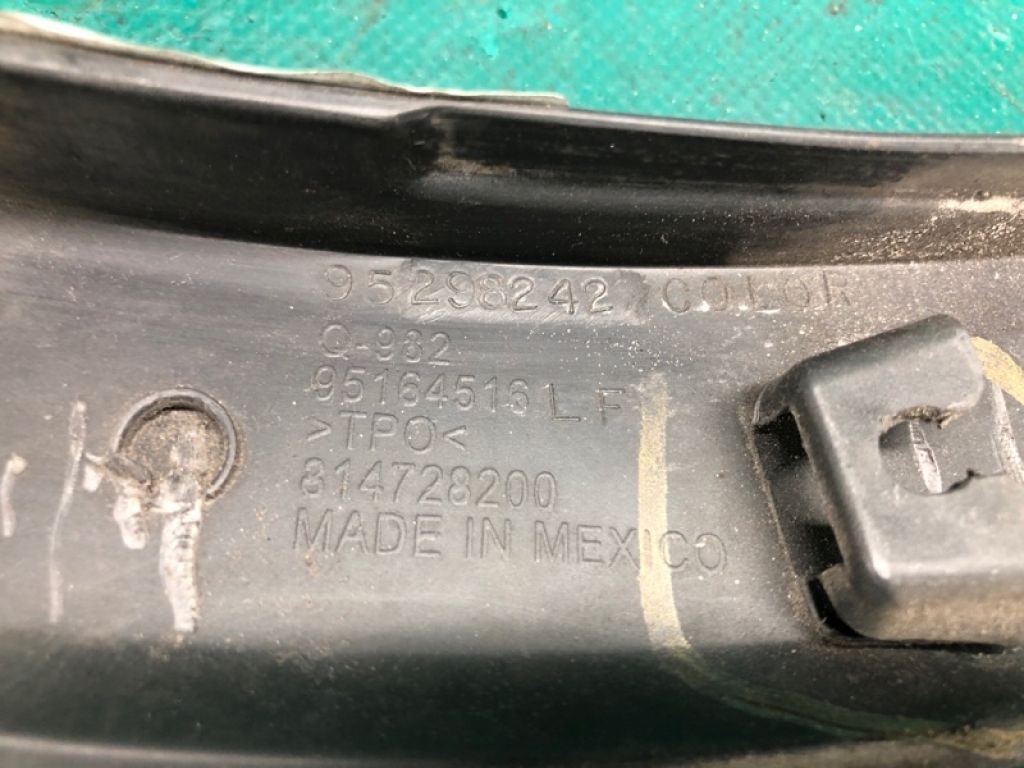 95298242 COLOR
Q-982
95164516 LF
>TPO<
814728200
MADE IN MEXICO